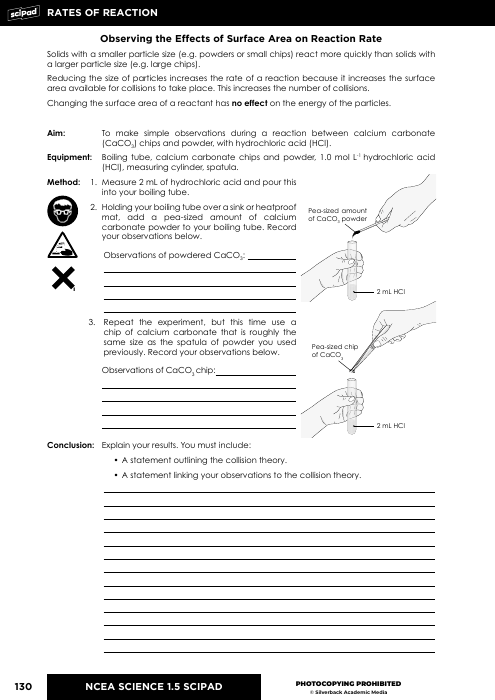 scipad RATES OF REACTION
Observing the Effects of Surface Area on Reaction Rate
Solids with a smaller particle size (e.g. powders or small chips) react more quickly than solids with
a larger particle size (e.g. large chips).
Reducing the size of particles increases the rate of a reaction because it increases the surface
area available for collisions to take place. This increases the number of collisions.
Changing the surface area of a reactant has no effect on the energy of the particles.
Aim: To make simple observations during a reaction between calcium carbonate
(CaCO3) chips and powder, with hydrochloric acid (HCl).
Equipment: Boiling tube, calcium carbonate chips and powder, 1.0 mol L-1 hydrochloric acid
(HCl), measuring cylinder, spatula.
Method: 1. Measure 2 mL of hydrochloric acid and pour this
into your boiling tube.
2. Holding your boiling tube over a sink or heatproof
mat, add a pea-sized amount of calcium
carbonate powder to your boiling tube. Record
your observations below.
Observations of powdered CaCO3:
Pea-sized amount
of CaCO3 powder
2 mL HCl
3. Repeat the experiment, but this time use a
chip of calcium carbonate that is roughly the
same size as the spatula of powder you used
previously. Record your observations below.
Observations of CaCO3 chip:
Pea-sized chip
of CaCO3
2 mL HCl
Conclusion: Explain your results. You must include:
• A statement outlining the collision theory.
• A statement linking your observations to the collision theory.
130 NCEA SCIENCE 1.5 SCIPAD PHOTOCOPYING PROHIBITED
© Silverback Academic Media